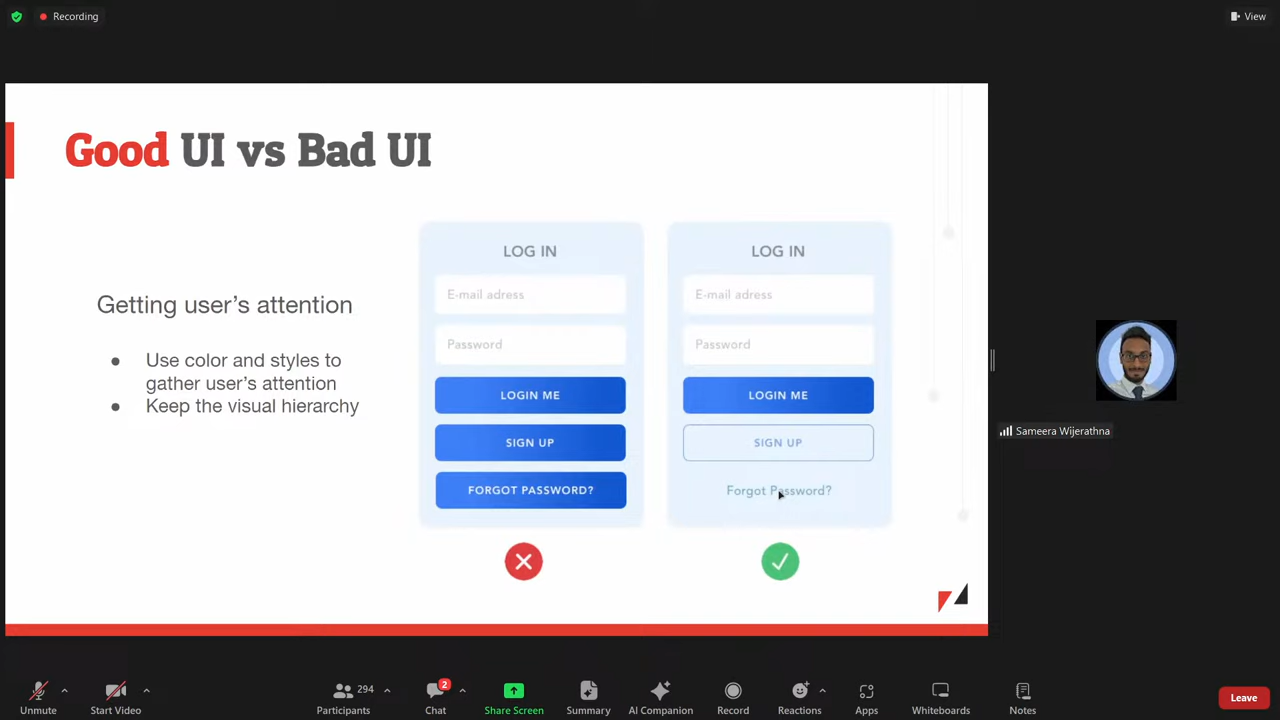 Recording
View
Good UI vs Bad UI
Getting user's attention
● Use color and styles to
gather user's attention
● Keep the visual hierarchy
LOG IN
E-mail adress
Password
LOGIN ME
SIGN UP
FORGOT PASSWORD?
LOG IN
E-mail adress
Password
LOGIN ME
SIGN UP
Forgot Password?
Sameera Wijerathna
Unmute
Start Video
294
Participants
2
Chat
Share Screen
Summary
AI Companion
Record
Reactions
Apps
Whiteboards
Notes
Leave